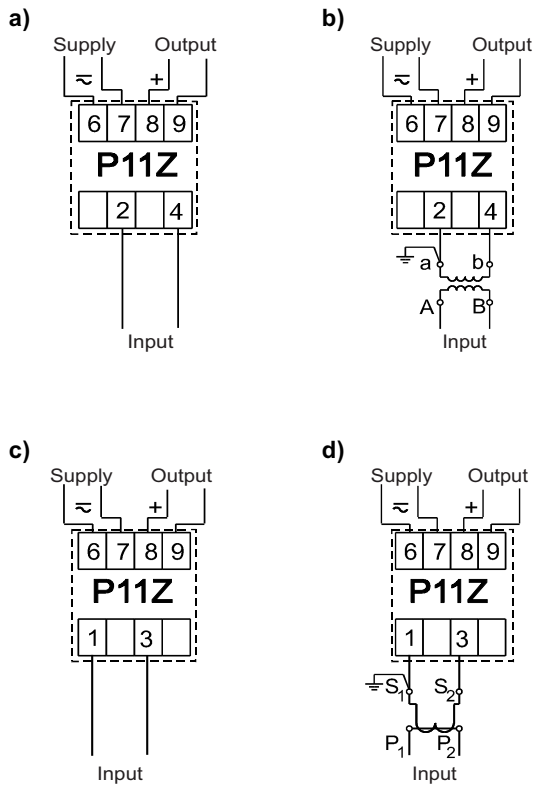 a)
Supply Output
≂ +
6 7 8 9
P11Z
2 4
Input
b)
Supply Output
≂ +
6 7 8 9
P11Z
2 4
a b
A B
Input
c)
Supply Output
≂ +
6 7 8 9
P11Z
1 3
Input
d)
Supply Output
≂ +
6 7 8 9
P11Z
1 3
S₁ S₂
P₁ P₂
Input